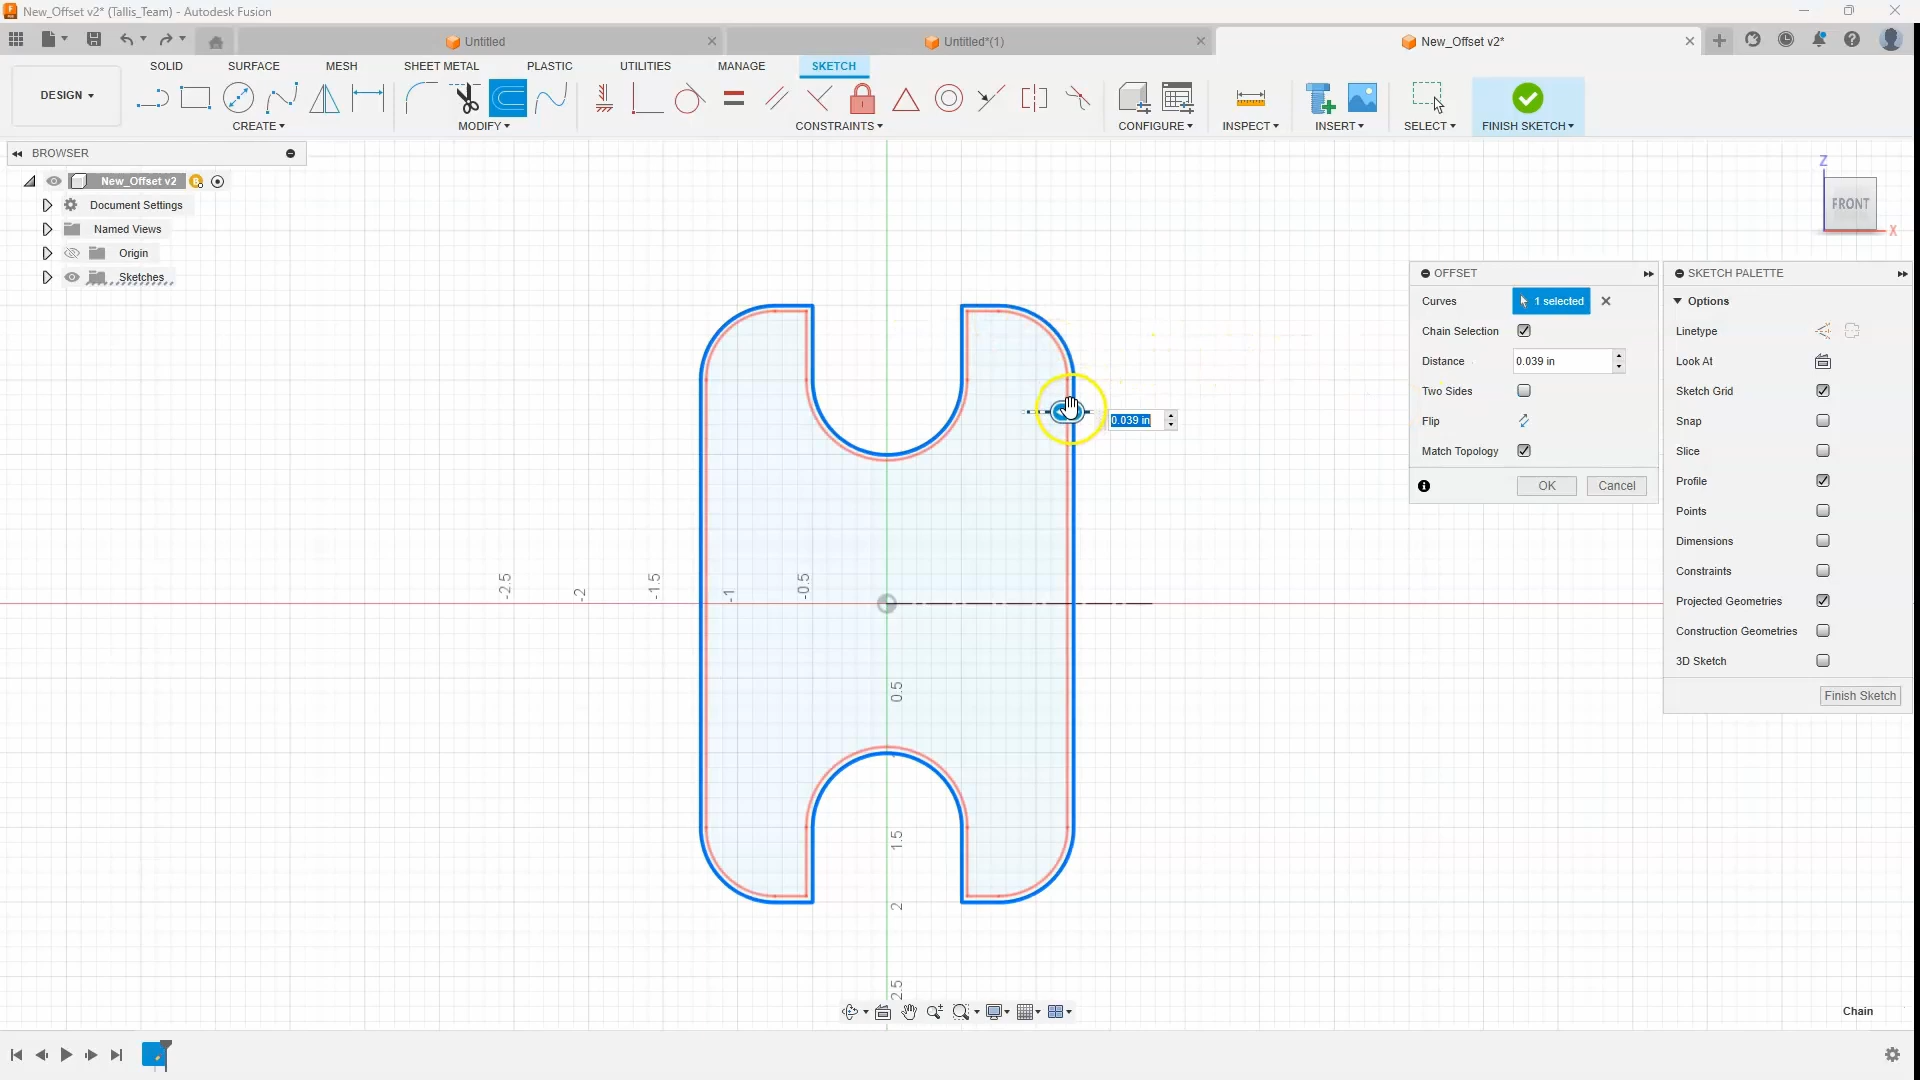 New_Offset v2* (Tallis_Team) - Autodesk Fusion
Untitled
Untitled*(1)
New_Offset v2*
SOLID SURFACE MESH SHEET METAL PLASTIC UTILITIES MANAGE SKETCH
DESIGN
CREATE MODIFY CONSTRAINTS CONFIGURE INSPECT INSERT SELECT FINISH SKETCH
BROWSER
New_Offset v2
Document Settings
Named Views
Origin
Sketches
Z
FRONT
X
OFFSET
Curves 1 selected
Chain Selection
Distance 0.039 in
Two Sides
Flip
Match Topology
OK Cancel
SKETCH PALETTE
Options
Linetype
Look At
Sketch Grid
Snap
Slice
Profile
Points
Dimensions
Constraints
Projected Geometries
Construction Geometries
3D Sketch
Finish Sketch
0.039 in
-2.5
-2
-1.5
-1
-0.5
0.5
1.5
2
2.5
Chain